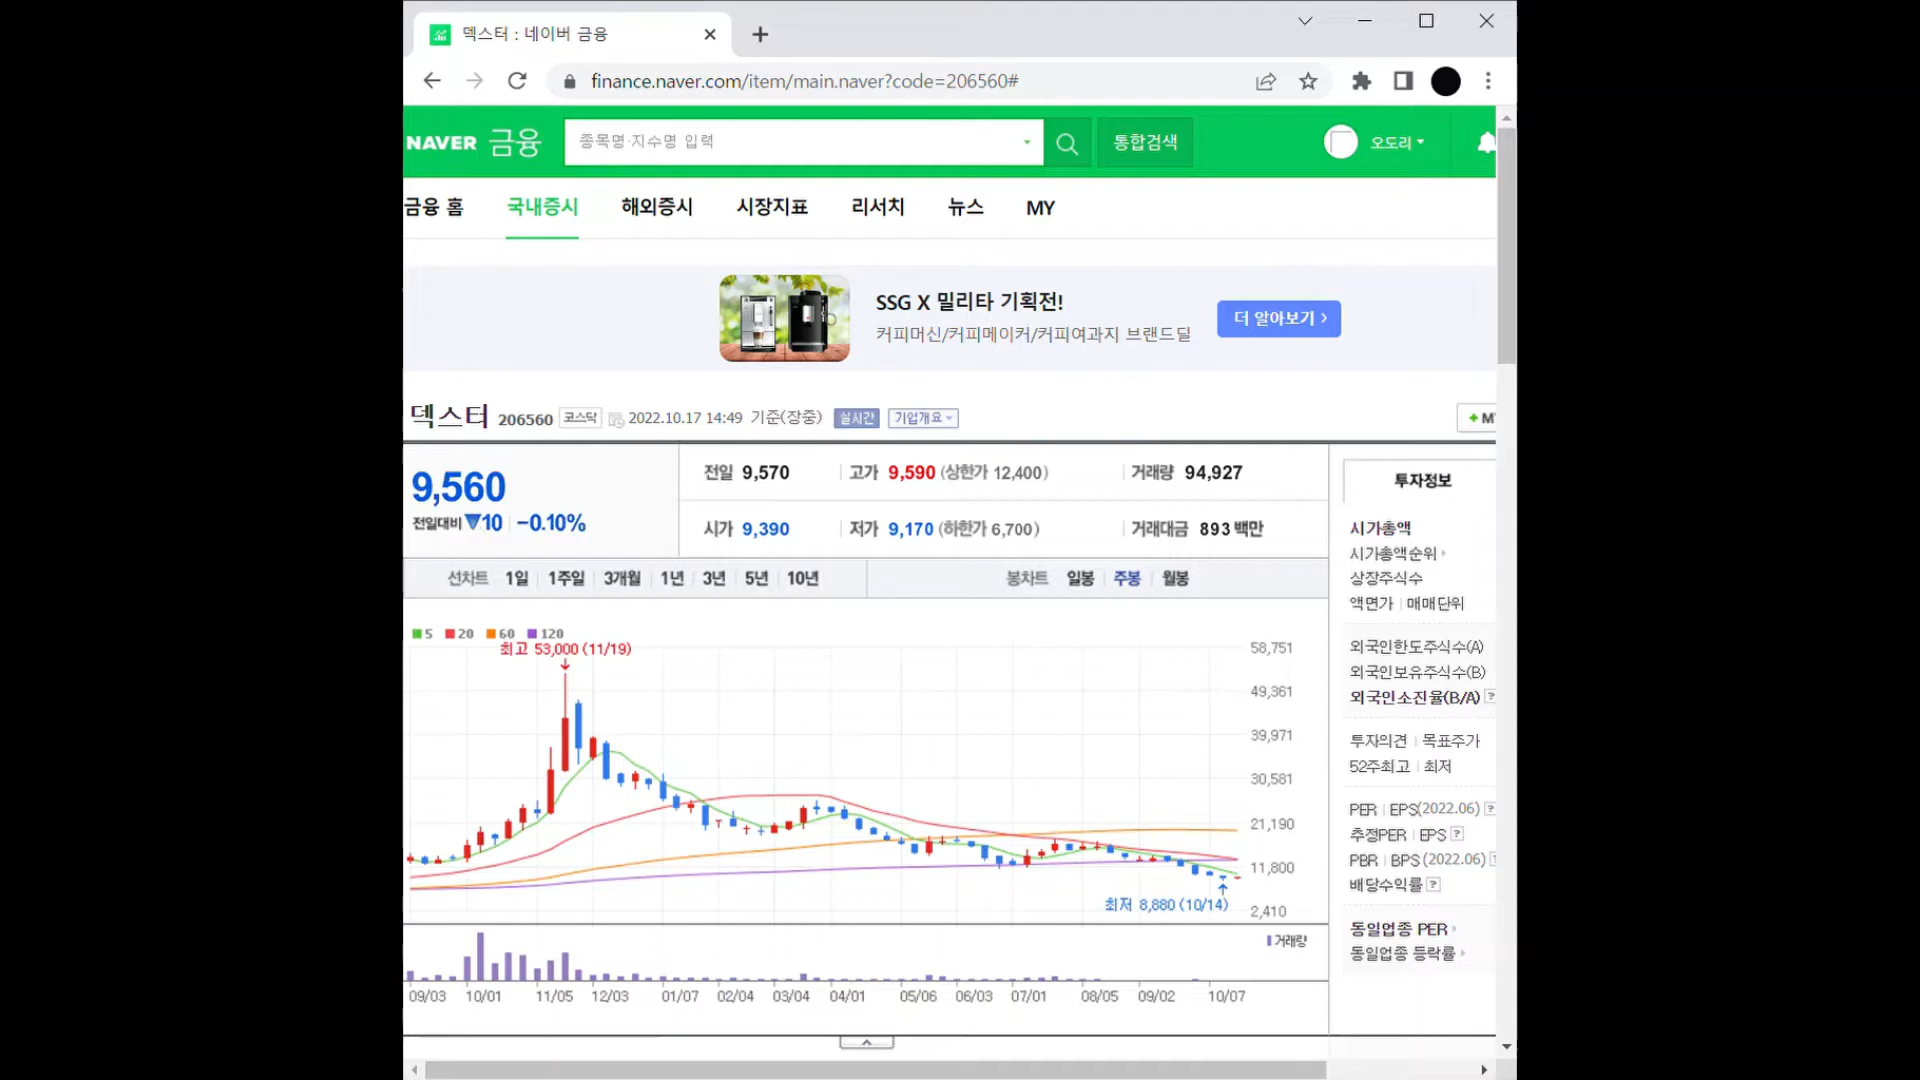 덱스터 : 네이버 금융
finance.naver.com/item/main.naver?code=206560#
NAVER 금융
종목명·지수명 입력
통합검색
오도리
금융 홈 국내증시 해외증시 시장지표 리서치 뉴스 MY
SSG X 밀리타 기획전!
커피머신/커피메이커/커피여과지 브랜드딜
더 알아보기 >
덱스터 206560 코스닥 2022.10.17 14:49 기준(장중) 실시간 기업개요
+ M
9,560
전일대비 ▼10 | -0.10%
전일 9,570 | 고가 9,590 (상한가 12,400) | 거래량 94,927
시가 9,390 | 저가 9,170 (하한가 6,700) | 거래대금 893 백만
선차트 1일 1주일 3개월 1년 3년 5년 10년
봉차트 일봉 주봉 월봉
5 20 60 120
최고 53,000 (11/19)
58,751
49,361
39,971
30,581
21,190
11,800
2,410
최저 8,880 (10/14)
거래량
09/03 10/01 11/05 12/03 01/07 02/04 03/04 04/01 05/06 06/03 07/01 08/05 09/02 10/07
투자정보
시가총액
시가총액순위
상장주식수
액면가 | 매매단위
외국인한도주식수(A)
외국인보유주식수(B)
외국인소진율(B/A) ?
투자의견 | 목표주가
52주최고 | 최저
PER | EPS(2022.06) ?
추정PER | EPS ?
PBR | BPS (2022.06) ?
배당수익률 ?
동일업종 PER
동일업종 등락률